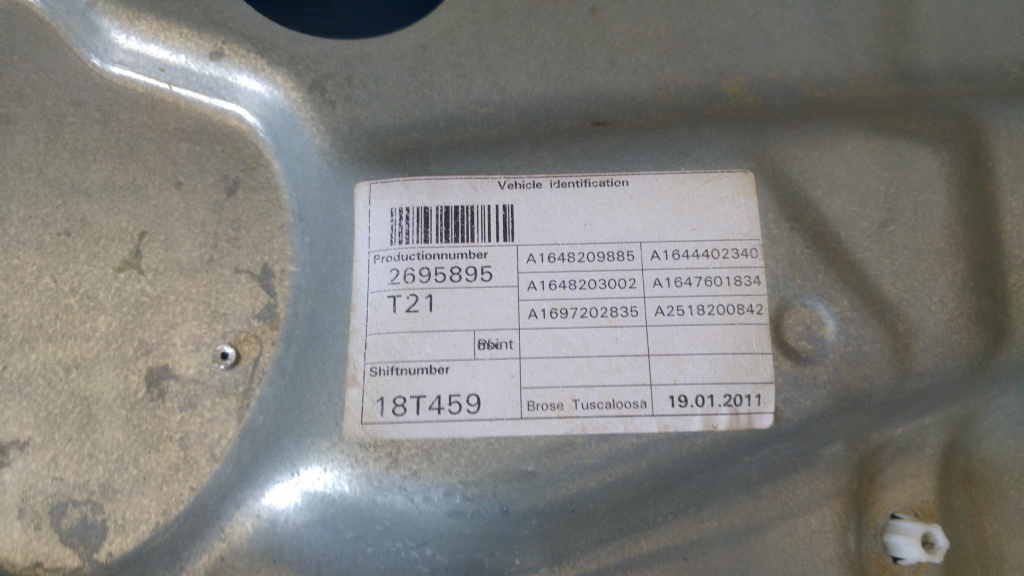 Vehicle identification
Productionnumber
2695895
T21
A1648209885 A1644402340
A1648203002 A1647601834
A1697202835 A2518200842
Shiftnumber
18T459
Brose Tuscaloosa 19.01.2011